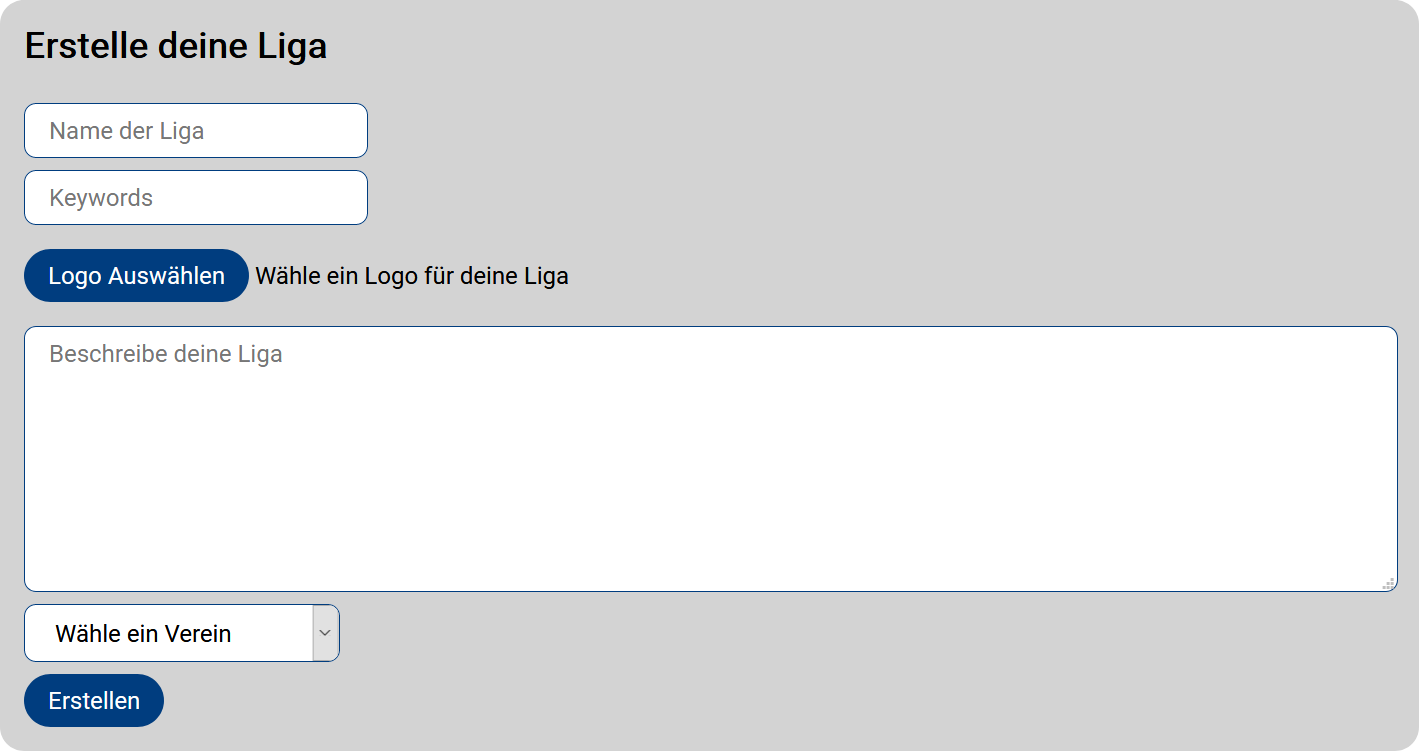 Erstelle deine Liga
Name der Liga
Keywords
Logo Auswählen Wähle ein Logo für deine Liga
Beschreibe deine Liga
Wähle ein Verein
Erstellen